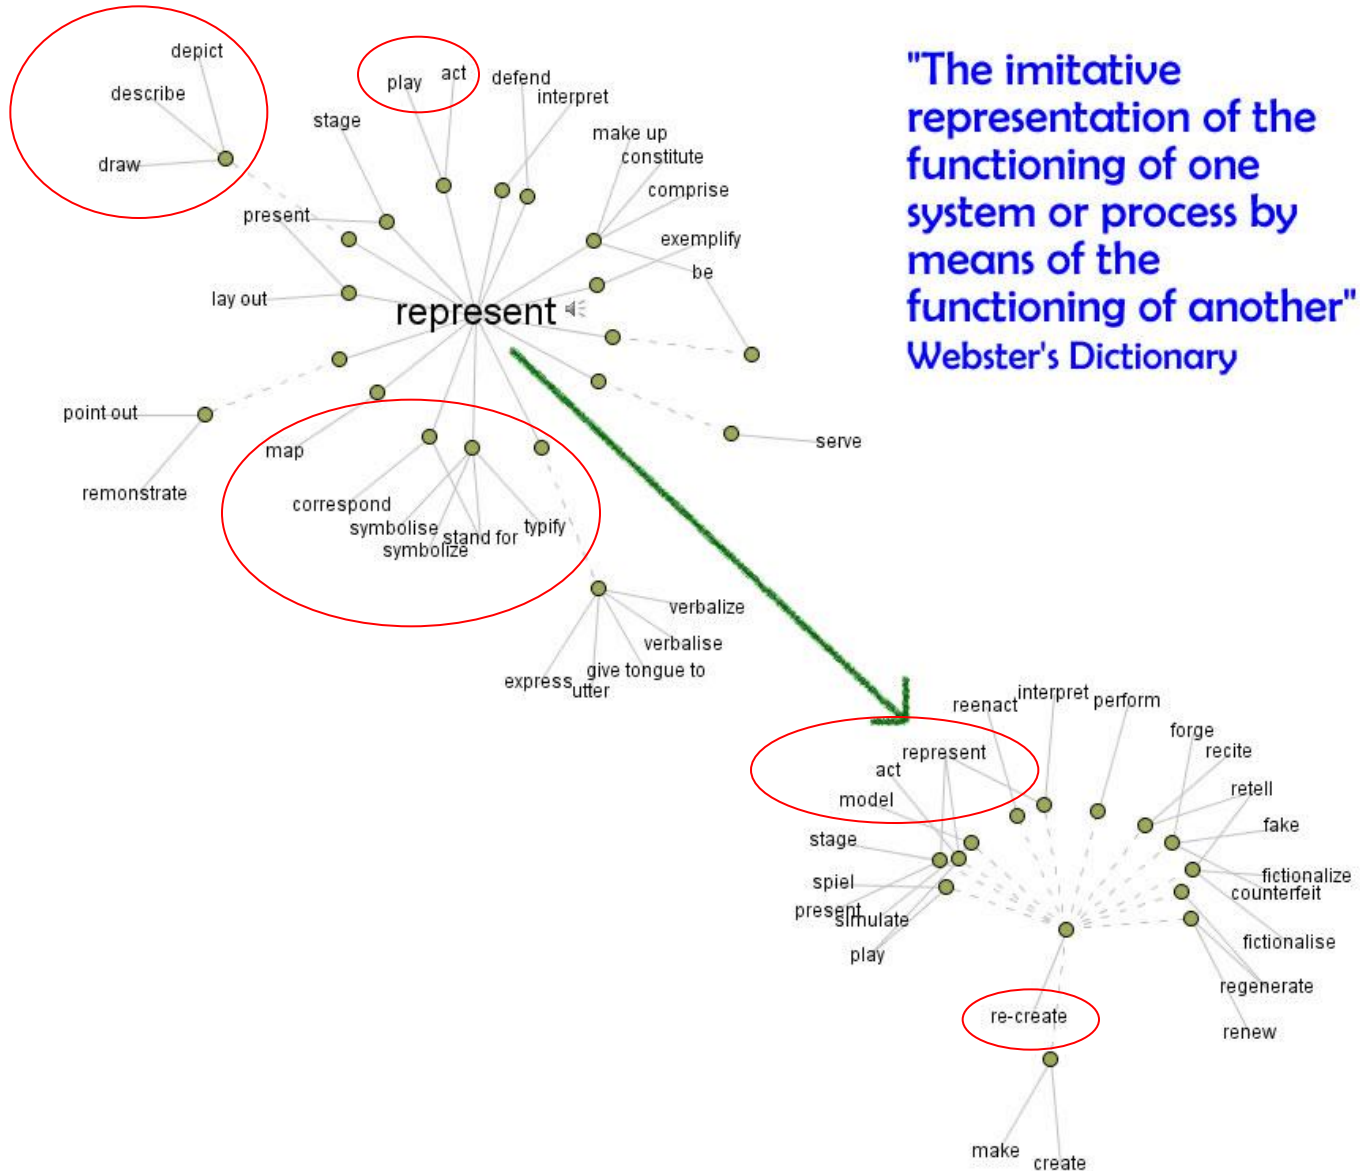 depict
describe
draw
play
act
defend
interpret
stage
make up
constitute
comprise
present
exemplify
be
lay out
represent
point out
map
serve
remonstrate
correspond
symbolise
symbolize
stand for
typify
verbalize
verbalise
give tongue to
express
utter
"The imitative
representation of the
functioning of one
system or process by
means of the
functioning of another"
Webster's Dictionary
reenact
interpret
perform
forge
recite
represent
act
model
retell
stage
fake
spiel
fictionalize
counterfeit
present
simulate
play
fictionalise
regenerate
re-create
renew
make
create